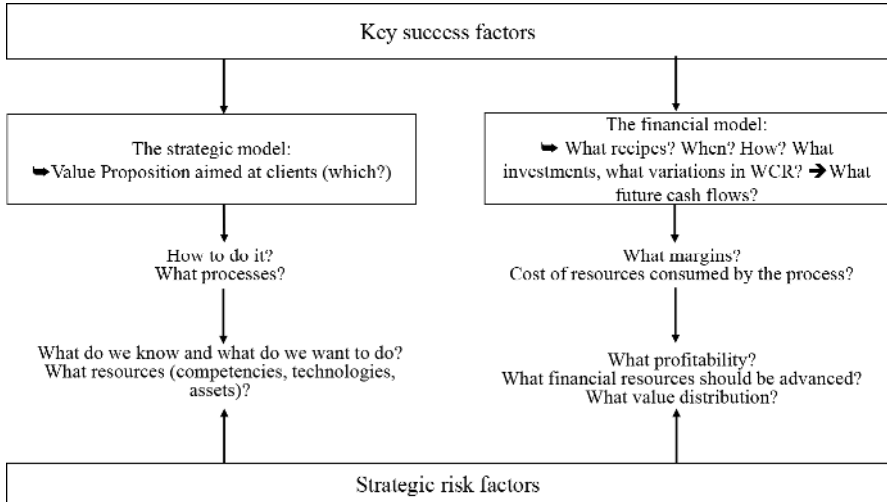 Key success factors
The strategic model:
➥Value Proposition aimed at clients (which?)
The financial model:
➥ What recipes? When? How? What
investments, what variations in WCR? ➔What
future cash flows?
How to do it?
What processes?
What margins?
Cost of resources consumed by the process?
What do we know and what do we want to do?
What resources (competencies, technologies,
assets)?
What profitability?
What financial resources should be advanced?
What value distribution?
Strategic risk factors